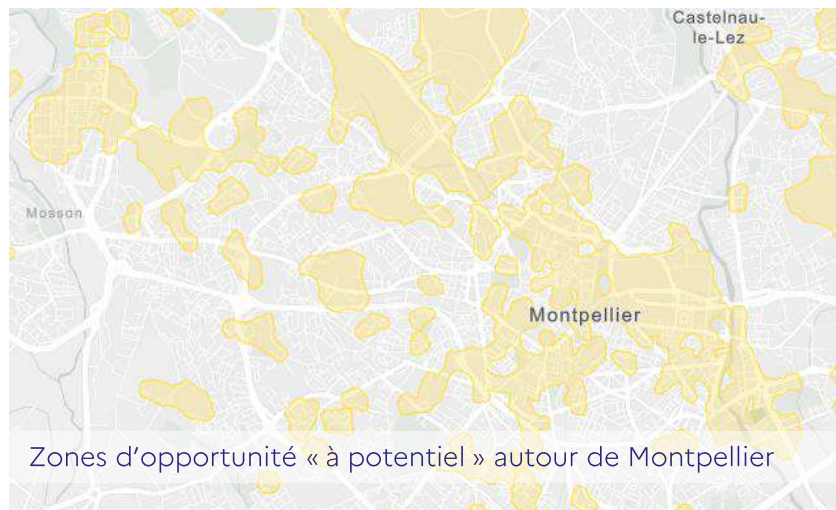 Castelnau-
le-Lez
Mosson
Montpellier
Zones d’opportunité « à potentiel » autour de Montpellier